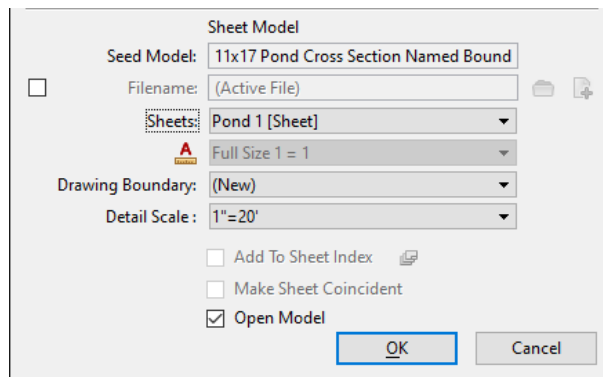 Sheet Model
Seed Model: 11x17 Pond Cross Section Named Bound
Filename: (Active File)
Sheets: Pond 1 [Sheet]
A Full Size 1 = 1
Drawing Boundary: (New)
Detail Scale : 1"=20'
Add To Sheet Index
Make Sheet Coincident
Open Model
OK Cancel